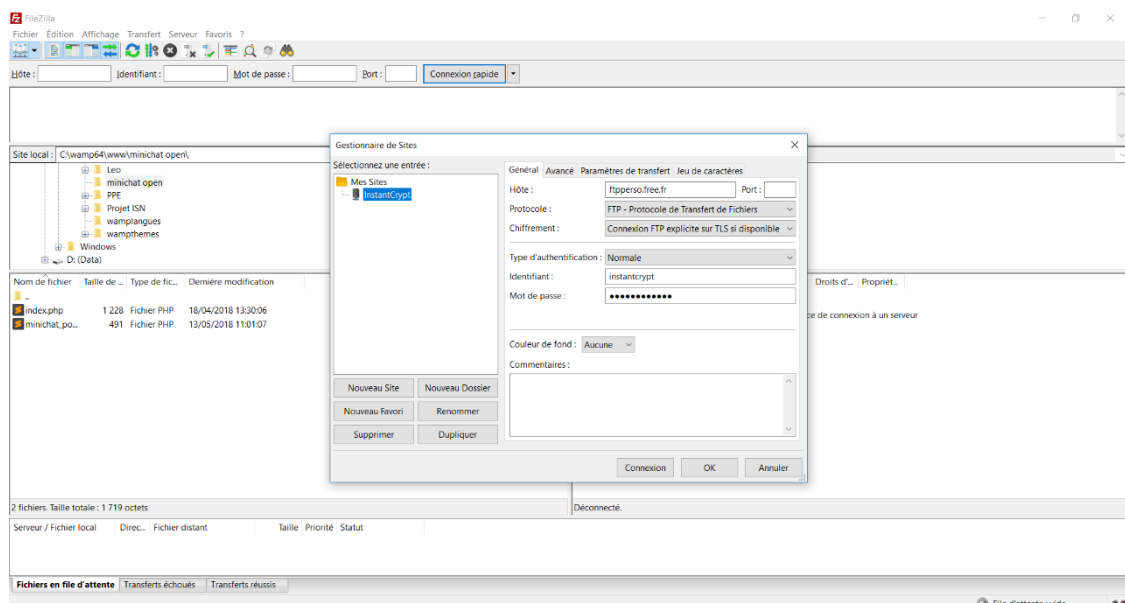 FileZilla
Fichier Édition Affichage Transfert Serveur Favoris ?
Hôte : Identifiant : Mot de passe : Port : Connexion rapide
Site local : C:\wamp64\www\minichat open\
Leo
minichat open
PPE
Projet ISN
wamplangues
wampthemes
Windows
D: (Data)
Nom de fichier Taille de ... Type de fic... Dernière modification
..
index.php 1 228 Fichier PHP 18/04/2018 13:30:06
minichat_po... 491 Fichier PHP 13/05/2018 11:01:07
2 fichiers. Taille totale : 1 719 octets
Gestionnaire de Sites
Sélectionnez une entrée :
Mes Sites
InstantCrypt
Nouveau Site Nouveau Dossier
Nouveau Favori Renommer
Supprimer Dupliquer
Général Avancé Paramètres de transfert Jeu de caractères
Hôte : ftpperso.free.fr Port :
Protocole : FTP - Protocole de Transfert de Fichiers
Chiffrement : Connexion FTP explicite sur TLS si disponible
Type d'authentification : Normale
Identifiant : instantcrypt
Mot de passe : ●●●●●●●●●●●●
Couleur de fond : Aucune
Commentaires :
Connexion OK Annuler
Droits d'... Propriét...
ce de connexion à un serveur
Déconnecté.
Serveur / Fichier local Direc... Fichier distant Taille Priorité Statut
Fichiers en file d'attente Transferts échoués Transferts réussis